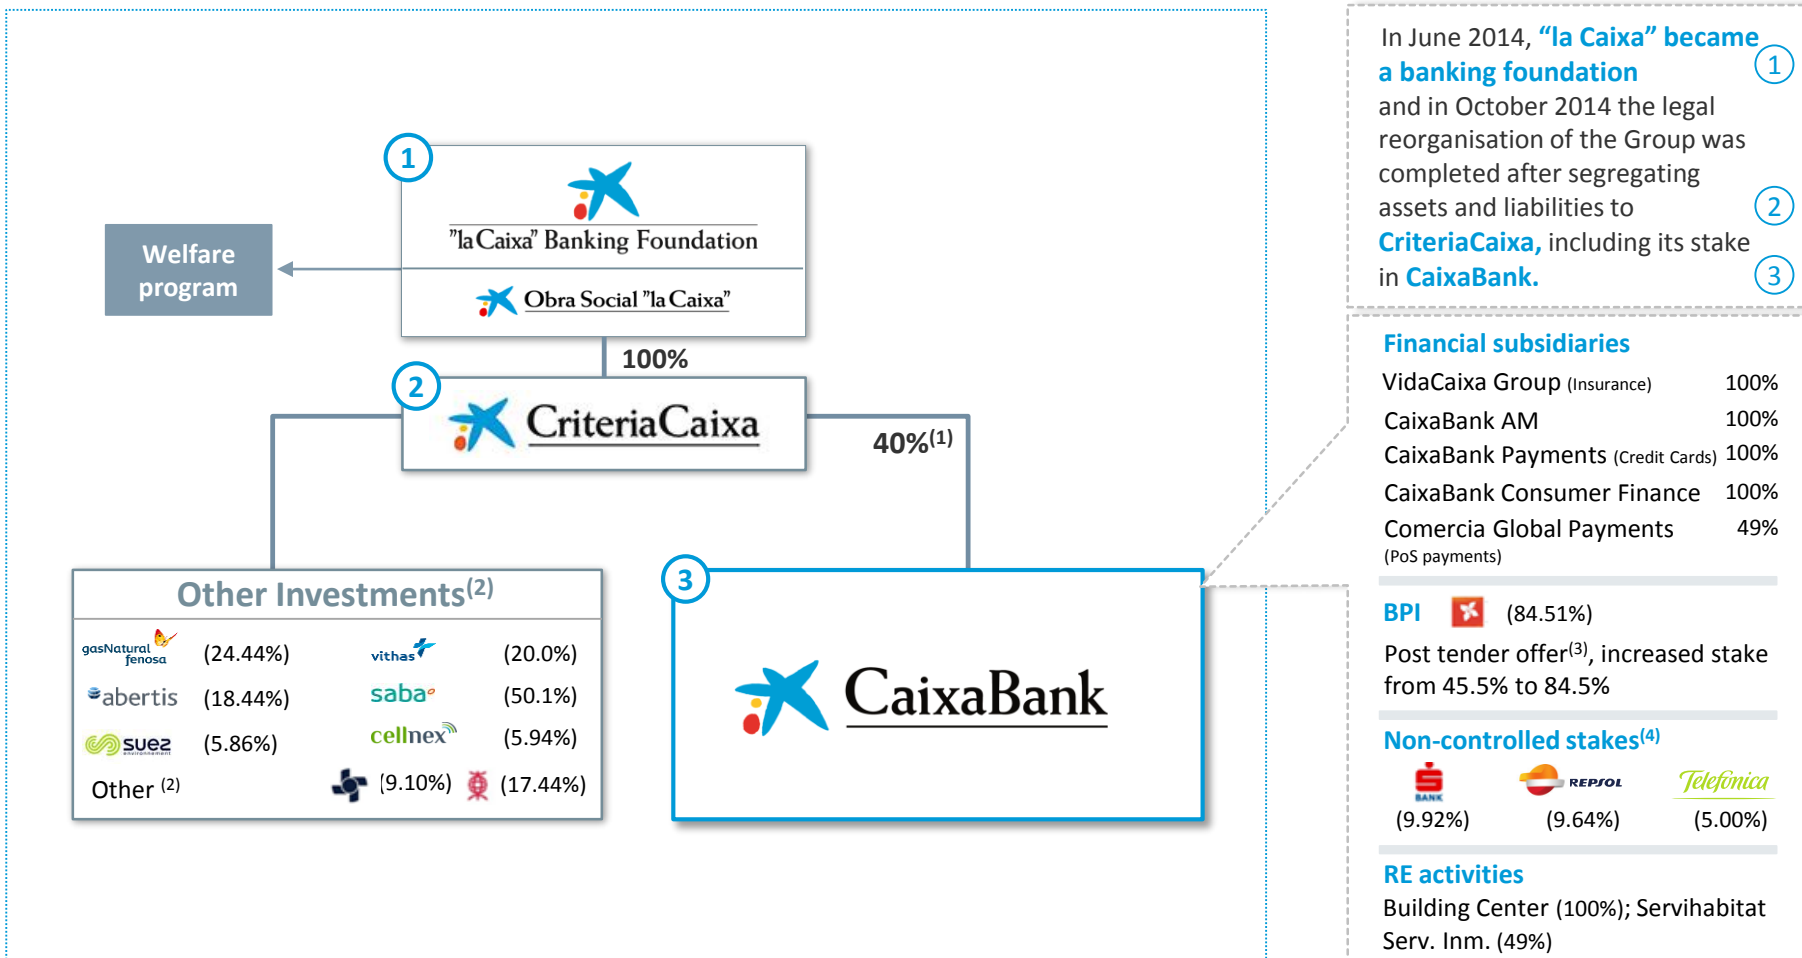 1
"la Caixa" Banking Foundation
Obra Social "la Caixa"
Welfare
program
100%
2
CriteriaCaixa
40%(1)
Other Investments(2)
gasNatural
fenosa
(24.44%)
vithas
(20.0%)
abertis
(18.44%)
saba
(50.1%)
suez
environnement
(5.86%)
cellnex
(5.94%)
Other (2)
(9.10%)
(17.44%)
3
CaixaBank
In June 2014, “la Caixa” became
a banking foundation
1
and in October 2014 the legal
reorganisation of the Group was
completed after segregating
assets and liabilities to
2
CriteriaCaixa, including its stake
in CaixaBank.
3
Financial subsidiaries
VidaCaixa Group (Insurance) 100%
CaixaBank AM 100%
CaixaBank Payments (Credit Cards) 100%
CaixaBank Consumer Finance 100%
Comercia Global Payments 49%
(PoS payments)
BPI (84.51%)
Post tender offer(3), increased stake
from 45.5% to 84.5%
Non-controlled stakes(4)
BANK
REPSOL
Telefónica
(9.92%) (9.64%) (5.00%)
RE activities
Building Center (100%); Servihabitat
Serv. Inm. (49%)